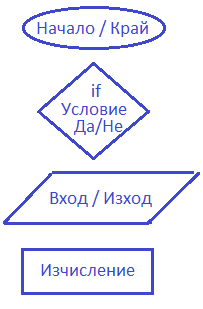 Начало / Край
if
Условие
Да/Не
Вход / Изход
Изчисление